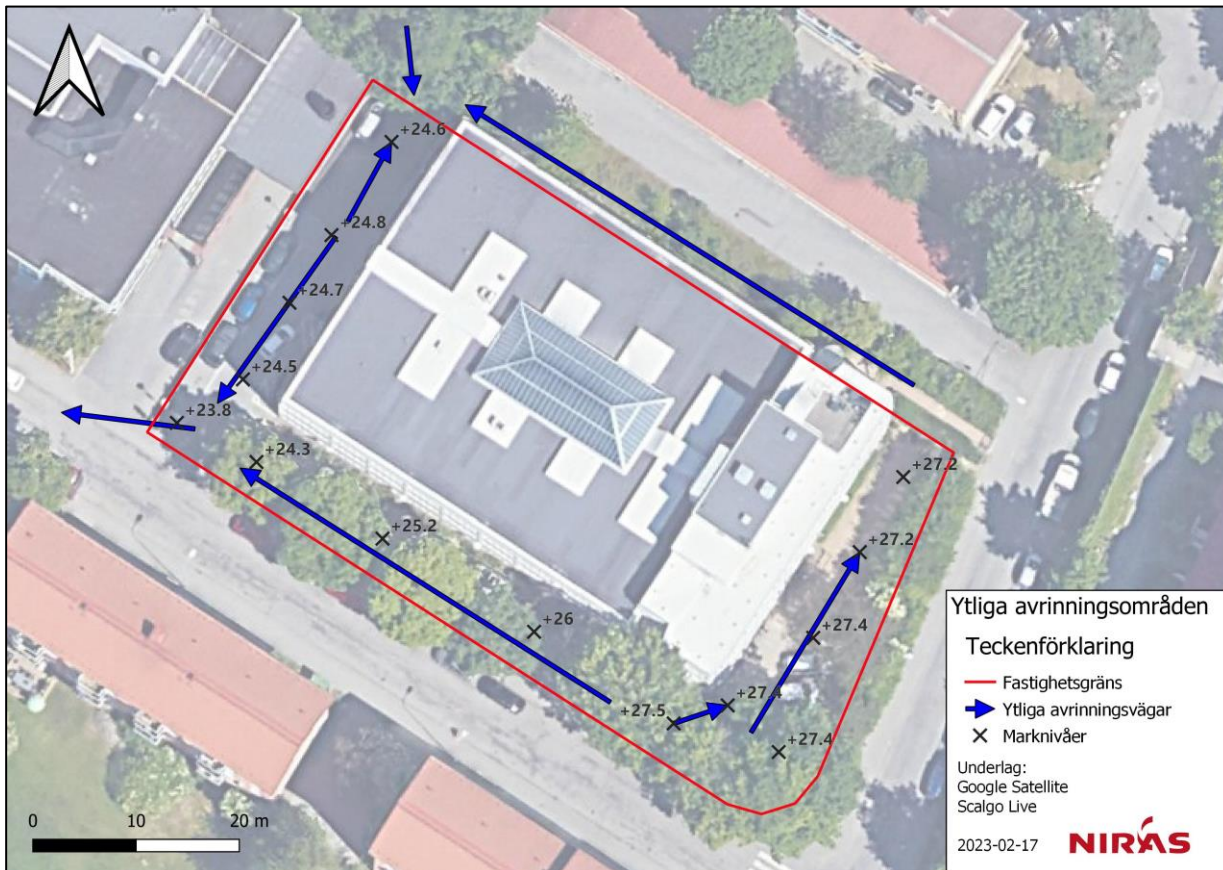 +24.6
+24.8
+24.7
+24.5
+23.8
+24.3
+25.2
+26
+27.5
+27.4
+27.4
+27.4
+27.2
+27.2
Ytliga avrinningsområden
Teckenförklaring
Fastighetsgräns
Ytliga avrinningsvägar
Marknivåer
Underlag:
Google Satellite
Scalgo Live
2023-02-17 NIRAS
0 10 20 m